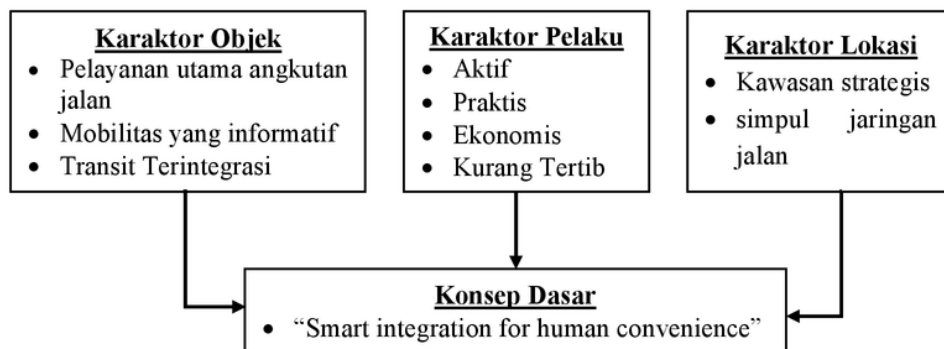 Karaktor Objek
• Pelayanan utama angkutan
jalan
• Mobilitas yang informatif
• Transit Terintegrasi
Karaktor Pelaku
• Aktif
• Praktis
• Ekonomis
• Kurang Tertib
Karaktor Lokasi
• Kawasan strategis
• simpul jaringan
jalan
Konsep Dasar
• “Smart integration for human convenience”